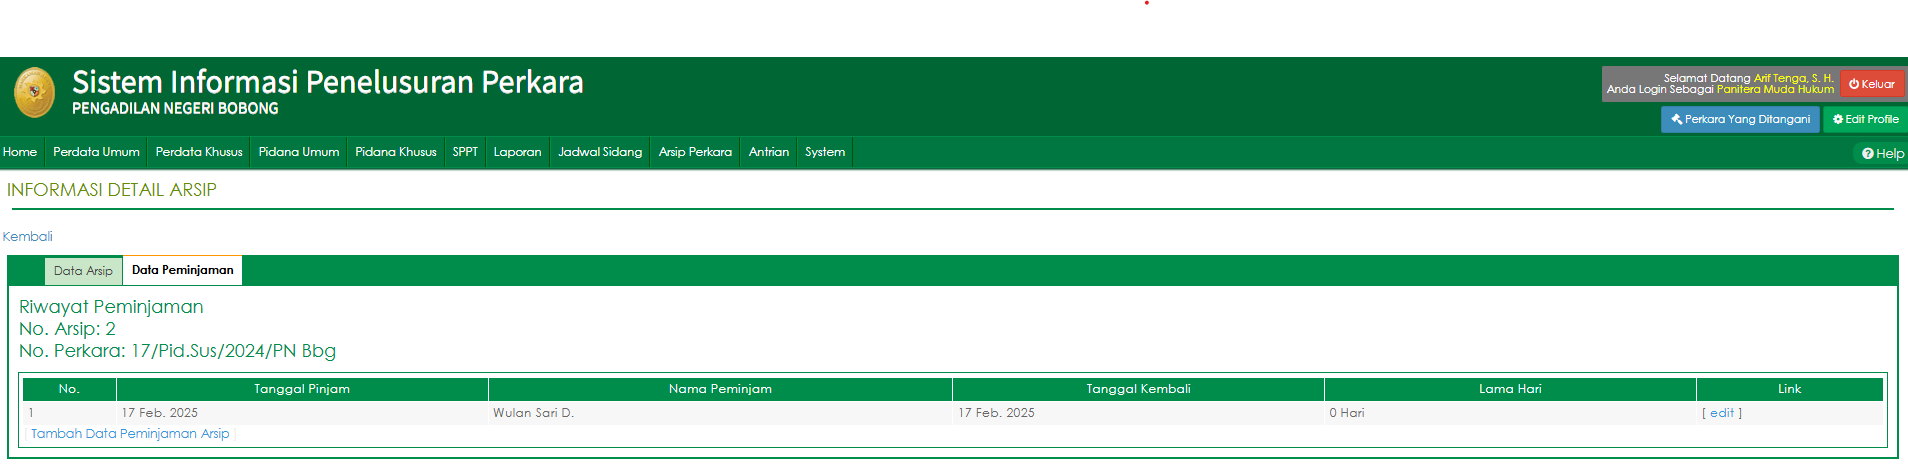 Sistem Informasi Penelusuran Perkara
PENGADILAN NEGERI BOBONG
Selamat Datang Arif Tenga, S. H.
Anda Login Sebagai Panitera Muda Hukum
Keluar
Perkara Yang Ditangani
Edit Profile
Home Perdata Umum Perdata Khusus Pidana Umum Pidana Khusus SPPT Laporan Jadwal Sidang Arsip Perkara Antrian System Help
INFORMASI DETAIL ARSIP
Kembali
Data Arsip Data Peminjaman
Riwayat Peminjaman
No. Arsip: 2
No. Perkara: 17/Pid.Sus/2024/PN Bbg
No. Tanggal Pinjam Nama Peminjam Tanggal Kembali Lama Hari Link
1 17 Feb. 2025 Wulan Sari D. 17 Feb. 2025 0 Hari [ edit ]
| Tambah Data Peminjaman Arsip |